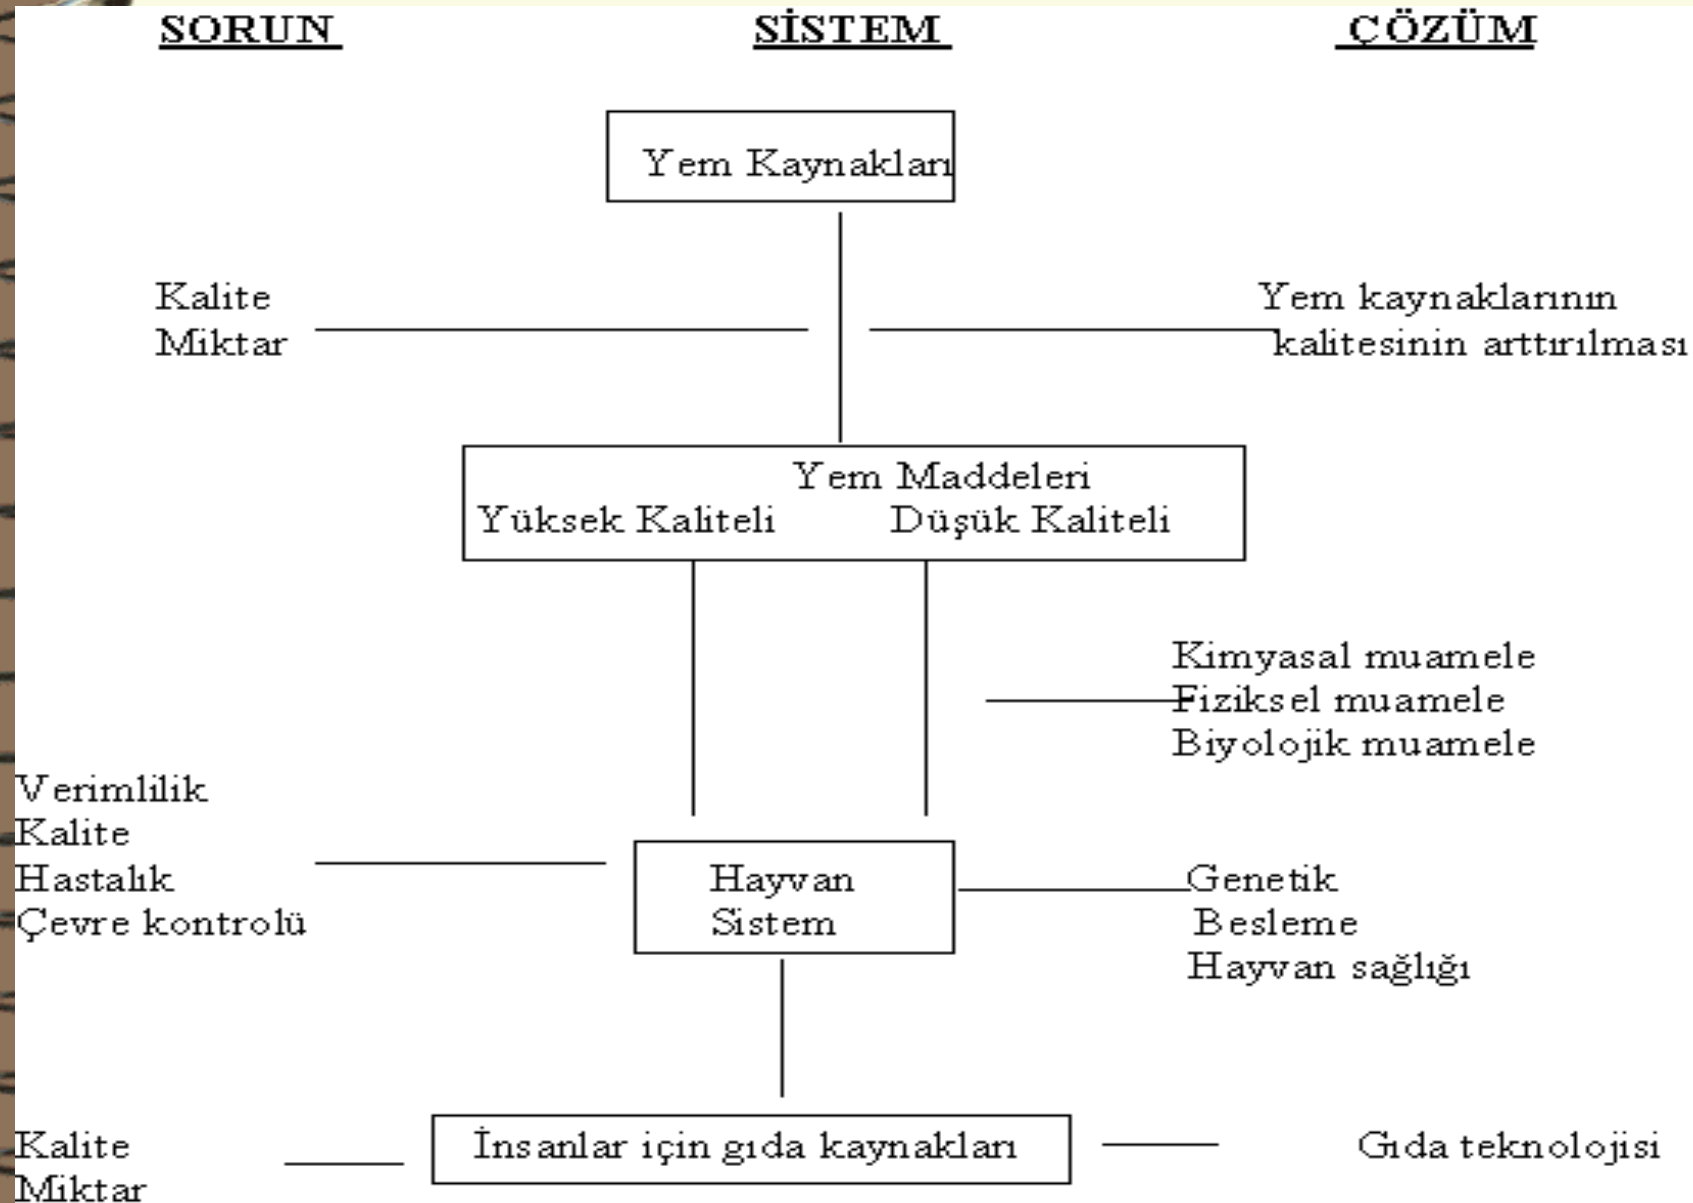 SORUN SİSTEM ÇÖZÜM
Yem Kaynakları
Kalite
Miktar
Yem kaynaklarının
kalitesinin arttırılması
Yem Maddeleri
Yüksek Kaliteli Düşük Kaliteli
Kimyasal muamele
Fiziksel muamele
Biyolojik muamele
Verimlilik
Kalite
Hastalık
Çevre kontrolü
Hayvan
Sistem
Genetik
Besleme
Hayvan sağlığı
Kalite
Miktar
İnsanlar için gıda kaynakları
Gıda teknolojisi